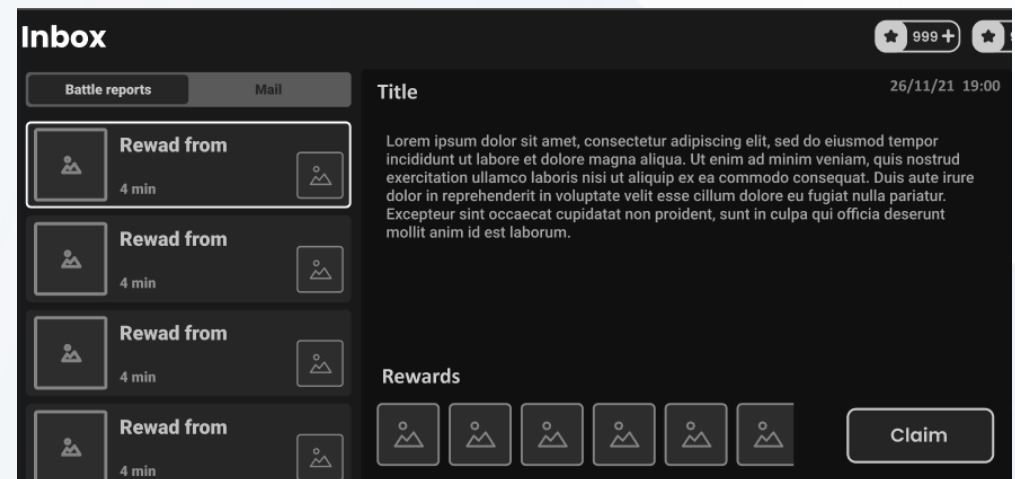 Inbox
999
Battle reports
Mail
Rewad from
4 min
Rewad from
4 min
Rewad from
4 min
Rewad from
4 min
Title
26/11/21 19:00
Lorem ipsum dolor sit amet, consectetur adipiscing elit, sed do eiusmod tempor
incididunt ut labore et dolore magna aliqua. Ut enim ad minim veniam, quis nostrud
exercitation ullamco laboris nisi ut aliquip ex ea commodo consequat. Duis aute irure
dolor in reprehenderit in voluptate velit esse cillum dolore eu fugiat nulla pariatur.
Excepteur sint occaecat cupidatat non proident, sunt in culpa qui officia deserunt
mollit anim id est laborum.
Rewards
Claim